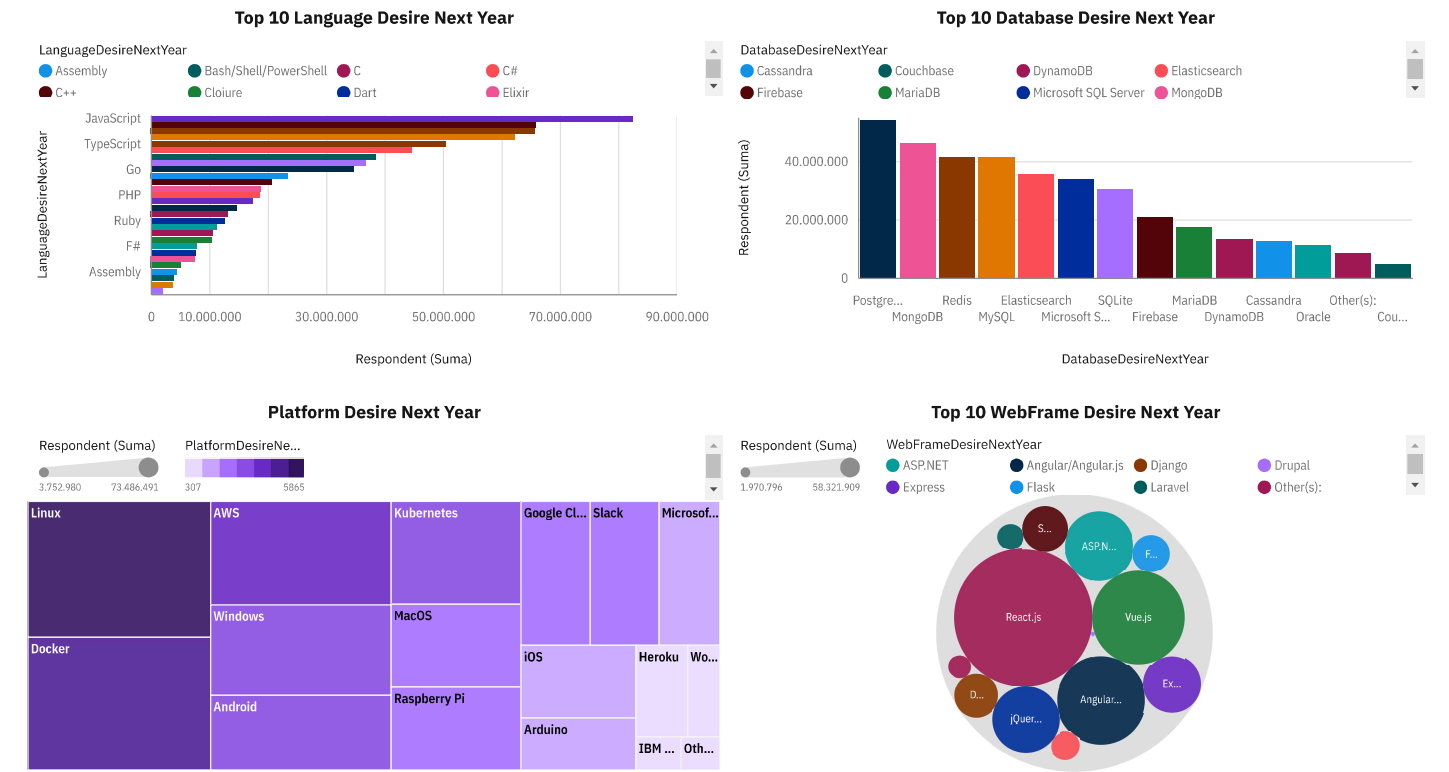 Top 10 Language Desire Next Year
LanguageDesireNextYear
Assembly
Bash/Shell/PowerShell
C
C#
C++
Clojure
Dart
Elixir
LanguageDesireNextYear
JavaScript
TypeScript
Go
PHP
Ruby
F#
Assembly
0
10.000.000
30.000.000
50.000.000
70.000.000
90.000.000
Respondent (Suma)
Top 10 Database Desire Next Year
DatabaseDesireNextYear
Cassandra
Couchbase
DynamoDB
Elasticsearch
Firebase
MariaDB
Microsoft SQL Server
MongoDB
Respondent (Suma)
40.000.000
20.000.000
0
Postgre...
MongoDB
Redis
MySQL
Elasticsearch
Microsoft S...
SQLite
Firebase
MariaDB
DynamoDB
Cassandra
Oracle
Other(s):
Cou...
DatabaseDesireNextYear
Platform Desire Next Year
Respondent (Suma)
3.752.980
73.486.491
PlatformDesireNe...
307
5865
Linux
Docker
AWS
Windows
Android
Kubernetes
MacOS
Raspberry Pi
Google Cl...
Slack
Microsof...
iOS
Arduino
Heroku
Wo...
IBM ...
Oth...
Top 10 WebFrame Desire Next Year
Respondent (Suma)
1.970.796
58.321.909
WebFrameDesireNextYear
ASP.NET
Angular/Angular.js
Django
Drupal
Express
Flask
Laravel
Other(s):
S...
ASP.N...
F...
React.js
Vue.js
D...
jQuer...
Angular...
Ex...